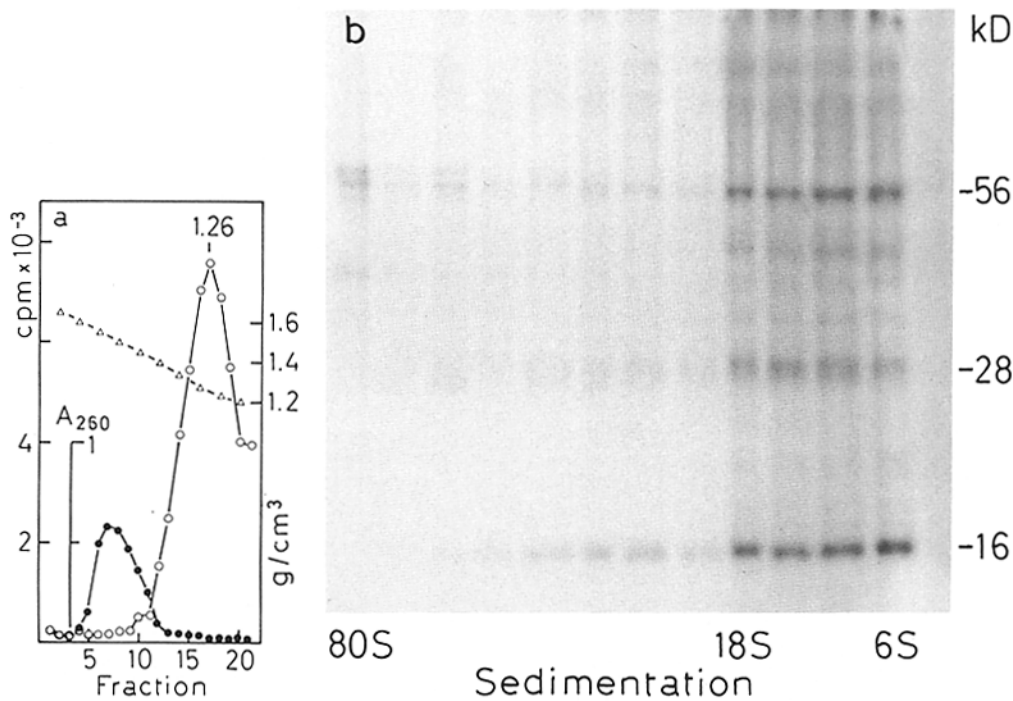 a
1.26
cpm x 10-3
4
2
A260
1
1.6
1.4
1.2
g/cm3
5 10 15 20
Fraction
b
kD
-56
-28
-16
80S 18S 6S
Sedimentation